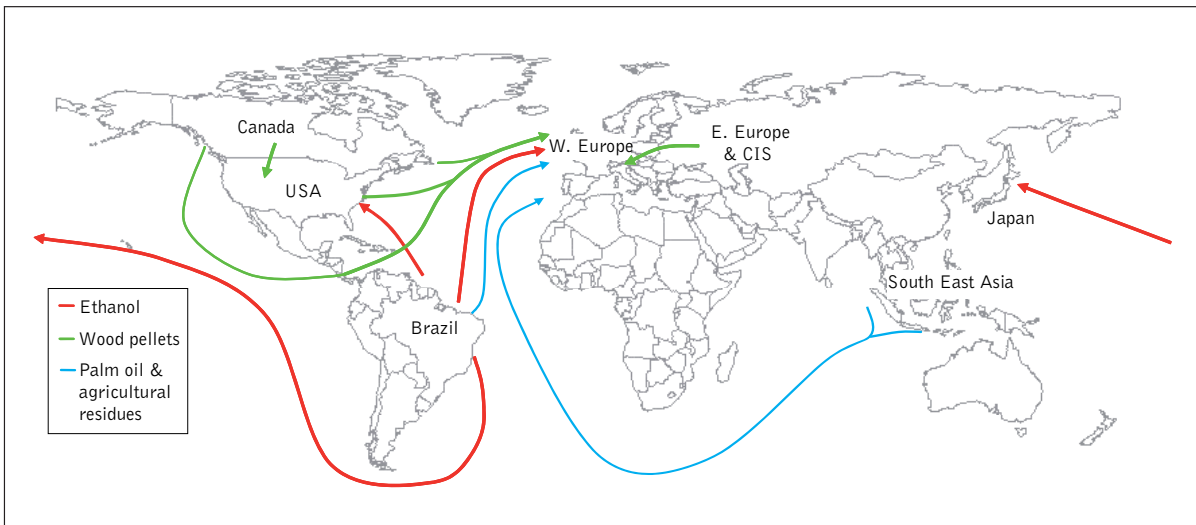 Canada
USA
W. Europe
E. Europe
& CIS
Japan
South East Asia
Brazil
Ethanol
Wood pellets
Palm oil &
agricultural
residues